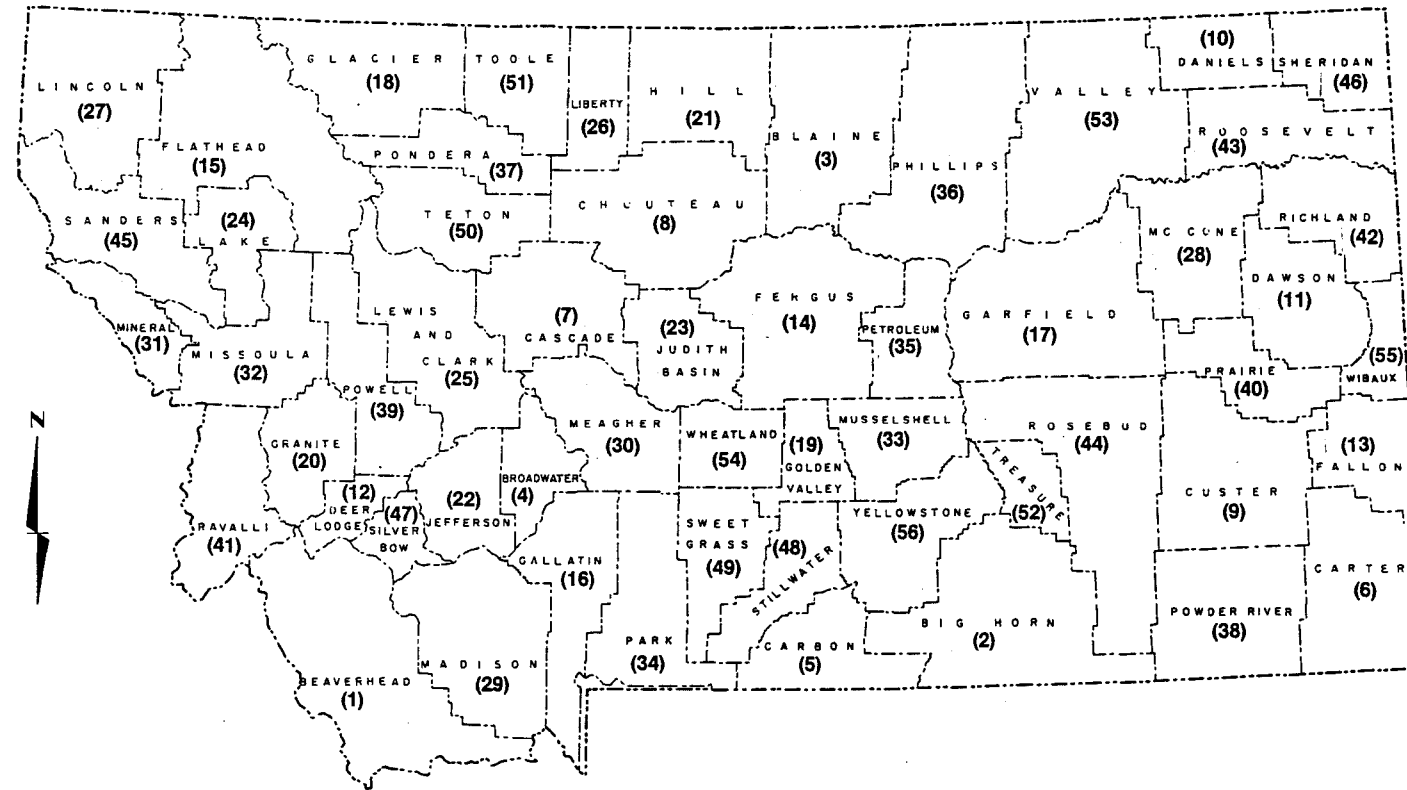 LINCOLN
(27)
GLACIER
(18)
TOOLE
(51)
LIBERTY
(26)
HILL
(21)
BLAINE
(3)
PHILLIPS
(36)
VALLEY
(53)
(10)
DANIELS
SHERIDAN
(46)
ROOSEVELT
(43)
FLATHEAD
(15)
PONDERA
(37)
SANDERS
(45)
(24)
LAKE
TETON
(50)
CHOUTEAU
(8)
MC CONE
(28)
RICHLAND
(42)
DAWSON
(11)
MINERAL
(31)
MISSOULA
(32)
LEWIS
AND
CLARK
(25)
(7)
CASCADE
(23)
JUDITH
BASIN
FERGUS
(14)
PETROLEUM
(35)
GARFIELD
(17)
PRAIRIE
(40)
(55)
WIBAUX
N
POWELL
(39)
GRANITE
(20)
MEAGHER
(30)
WHEATLAND
(54)
(19)
GOLDEN
VALLEY
MUSSELSHELL
(33)
TREASURE
(52)
ROSEBUD
(44)
CUSTER
(9)
(13)
FALLON
RAVALLI
(41)
(12)
DEER
LODGE
(47)
SILVER
BOW
(22)
JEFFERSON
BROADWATER
(4)
GALLATIN
(16)
SWEET
GRASS
(49)
(48)
STILLWATER
YELLOWSTONE
(56)
CARTER
(6)
BEAVERHEAD
(1)
MADISON
(29)
PARK
(34)
CARBON
(5)
BIG HORN
(2)
POWDER RIVER
(38)